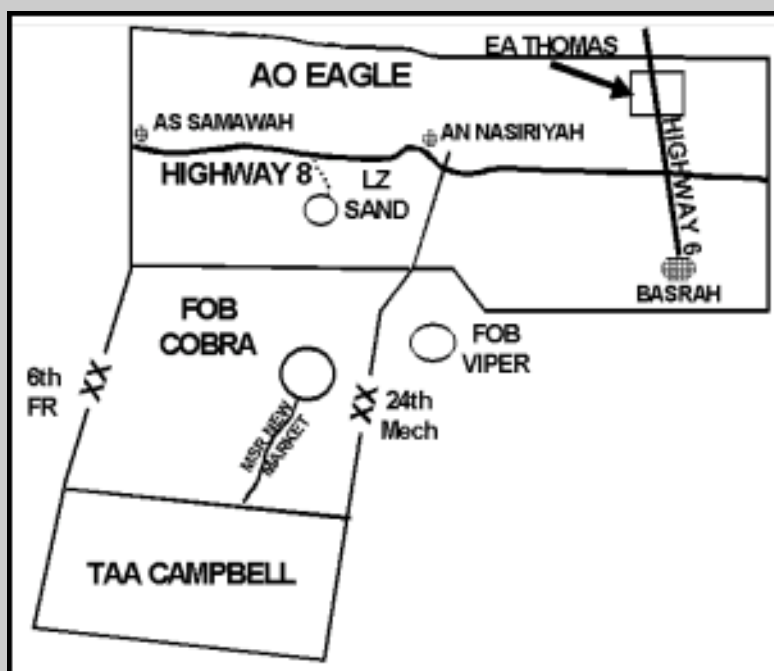 EA THOMAS
AO EAGLE
AS SAMAWAH
AN NASIRIYAH
HIGHWAY 8
LZ
SAND
HIGHWAY 6
BASRAH
FOB
COBRA
FOB
VIPER
6th
FR
XX
XX
24th
Mech
MSR NEW
MARKET
TAA CAMPBELL